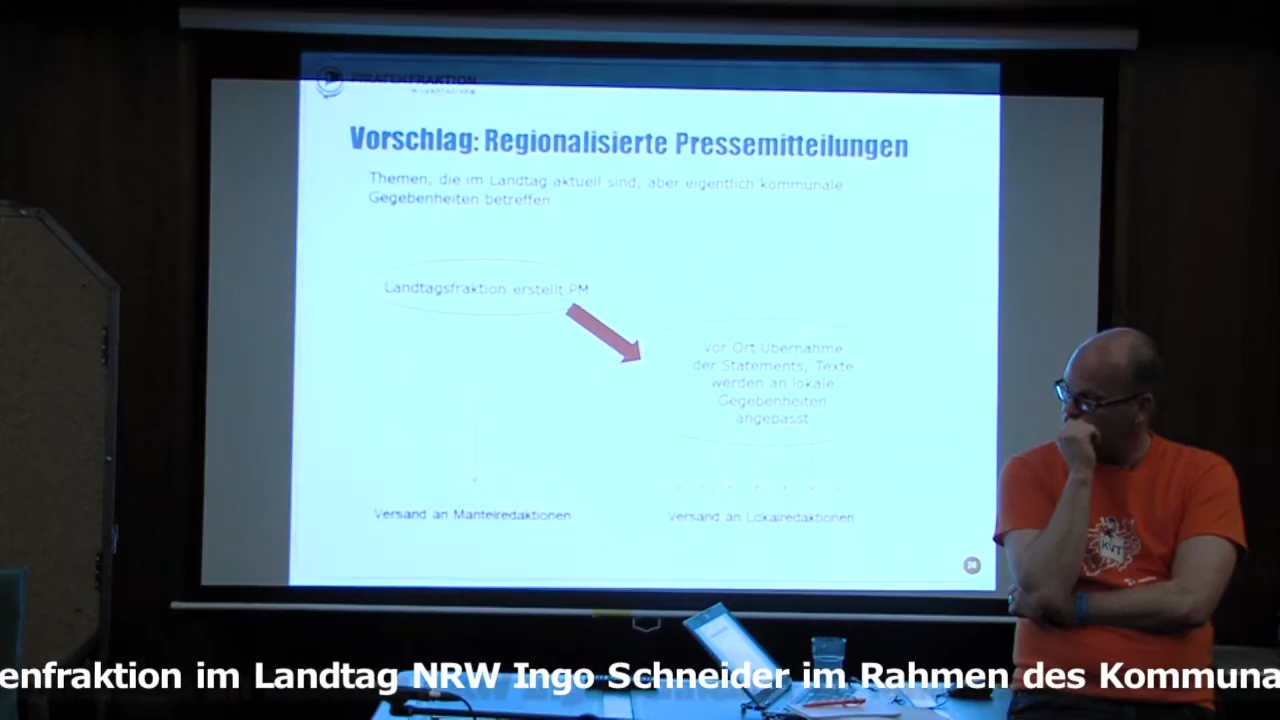 PIRATENFRAKTION
Vorschlag: Regionalisierte Pressemitteilungen
Themen, die im Landtag aktuell sind, aber eigentlich kommunale
Gegebenheiten betreffen
Landtagsfraktion erstellt PM
Vor Ort Übernahme
der Statements, Texte
werden an lokale
Gegebenheiten
angepasst
Versand an Mantelredaktionen
Versand an Lokalredaktionen
KVT
enfraktion im Landtag NRW Ingo Schneider im Rahmen des Kommuna